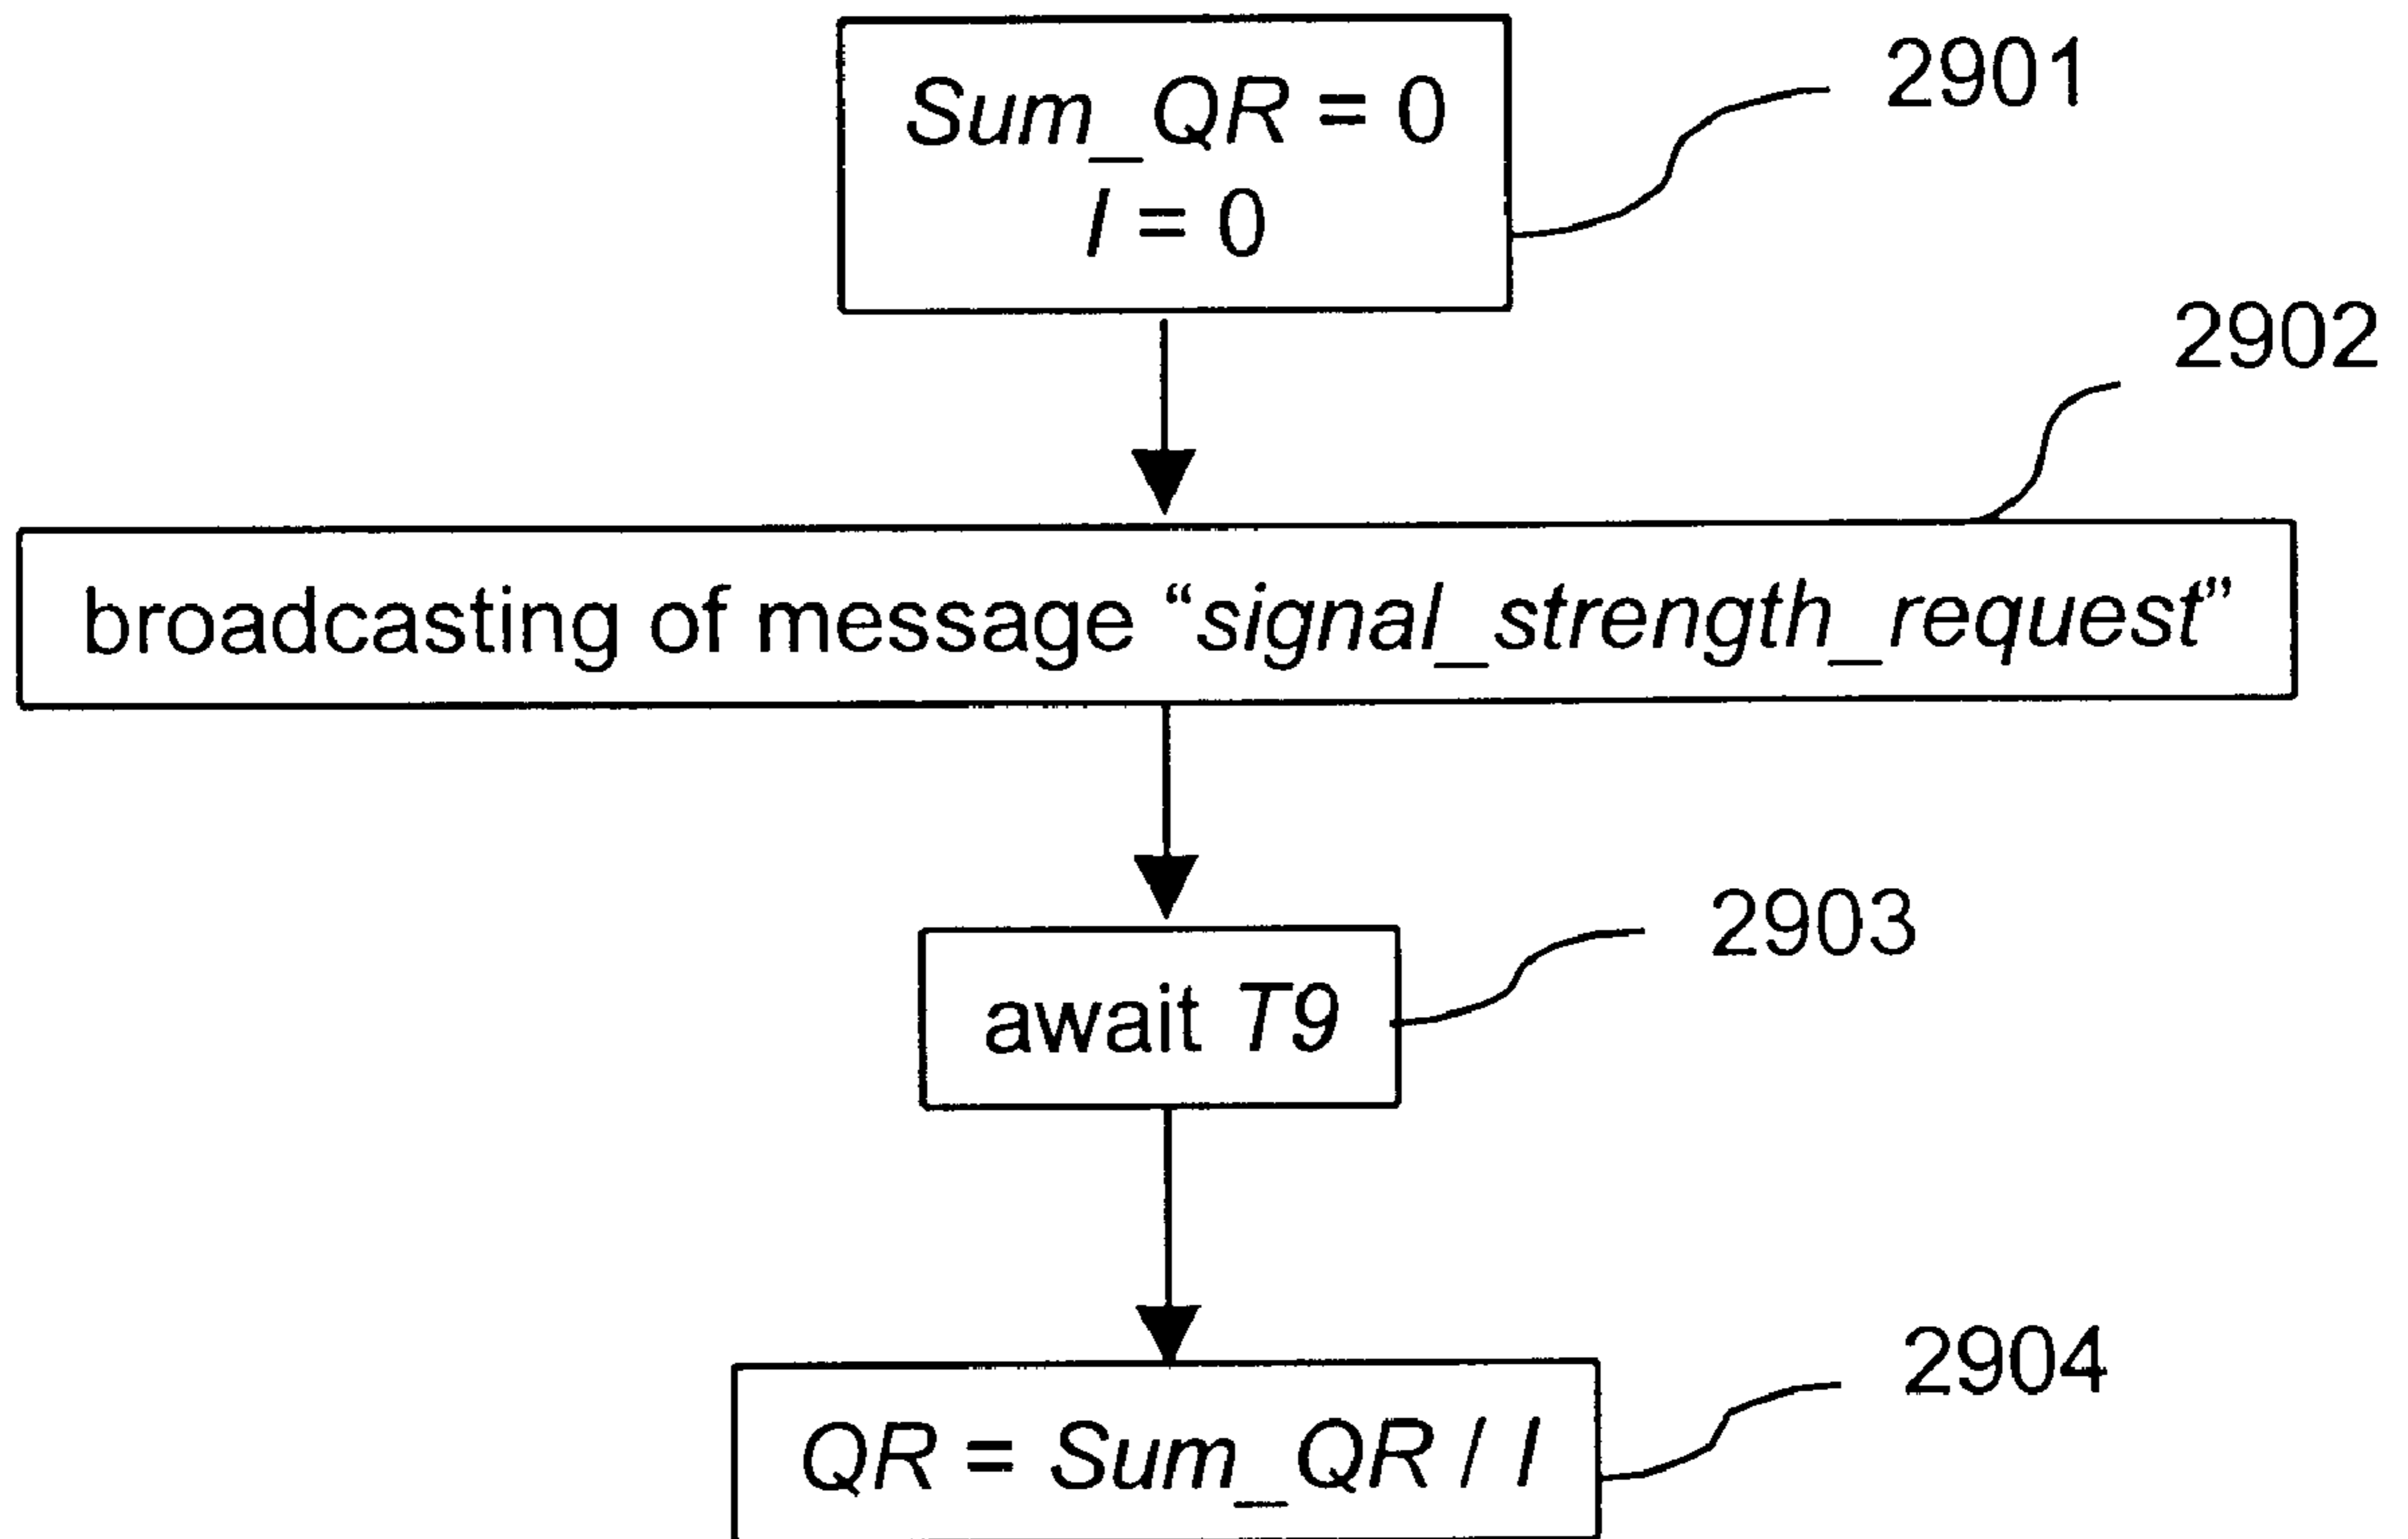 Sum_QR = 0
I = 0
2901
2902
broadcasting of message “signal_strength_request”
2903
await T9
2904
QR = Sum_QR / I